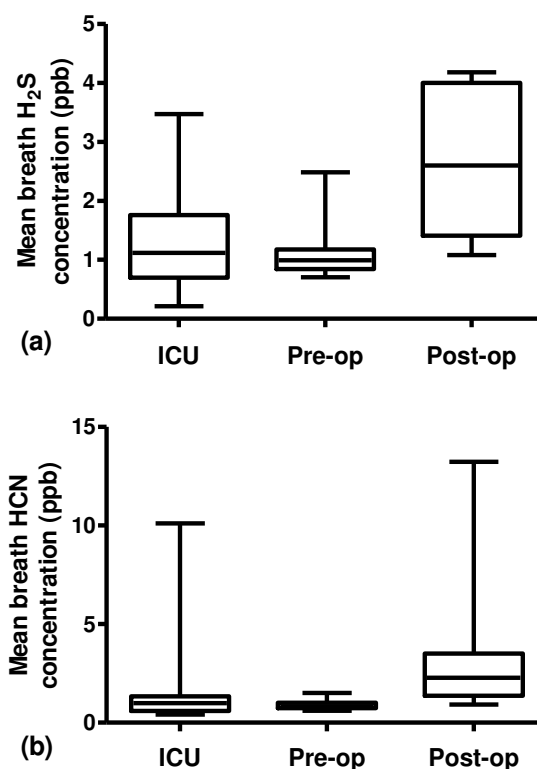 Mean breath H₂S
concentration (ppb)
5
4
3
2
1
0
(a)
ICU Pre-op Post-op
Mean breath HCN
concentration (ppb)
15
10
5
0
(b)
ICU Pre-op Post-op